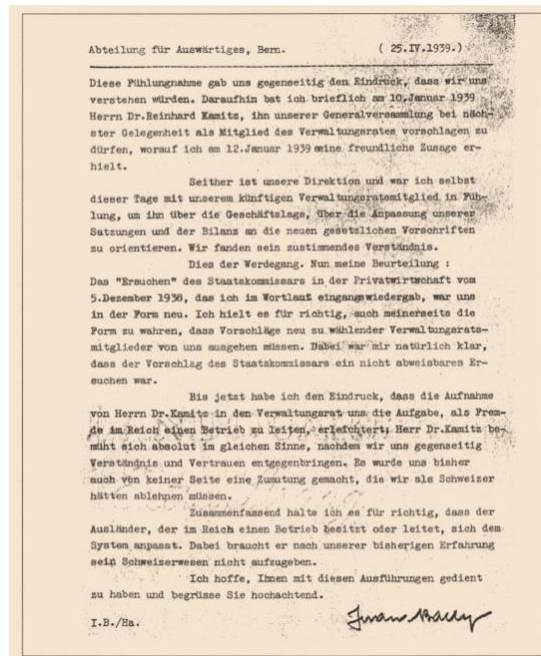 Abteilung für Auswärtiges, Bern. ( 25.IV.1939.)
Diese Fühlungnahme gab uns gegenseitig den Eindruck, dass wir uns
verstehen würden. Daraufhin bat ich brieflich am 10.Januar 1939
Herrn Dr.Reinhard Kamitz, ihn unserer Generalversammlung bei näch-
ster Gelegenheit als Mitglied des Verwaltungsrates vorschlagen zu
dürfen, worauf ich am 12.Januar 1939 seine freundliche Zusage er-
hielt.
Seither ist unsere Direktion und war ich selbst
dieser Tage mit unserem künftigen Verwaltungsratsmitglied in Füh-
lung, um ihn über die Geschäftslage, über die Anpassung unserer
Satzungen und der Bilanz an die neuen gesetzlichen Vorschriften
zu orientieren. Wir fanden sein zustimmendes Verständnis.
Dies der Werdegang. Nun meine Beurteilung :
Das "Ersuchen" des Staatskommissars in der Privatwirtschaft vom
5.Dezember 1938, das ich im Wortlaut eingangs wiedergab, war uns
in der Form neu. Ich hielt es für richtig, auch meinerseits die
Form zu wahren, dass Vorschläge neu zu wählender Verwaltungsrats-
mitglieder von uns ausgehen müssen. Dabei war mir natürlich klar,
dass der Vorschlag des Staatskommissars ein nicht abweisbares Er-
suchen war.
Bis jetzt habe ich den Eindruck, dass die Aufnahme
von Herrn Dr.Kamitz in den Verwaltungsrat uns die Aufgabe, als Frem-
de im Reich einen Betrieb zu leiten, erleichtert; Herr Dr.Kamitz be-
müht sich absolut im gleichen Sinne, nachdem wir uns gegenseitig
Verständnis und Vertrauen entgegenbringen. Es wurde uns bisher
auch von keiner Seite eine Zumutung gemacht, die wir als Schweizer
hätten ablehnen müssen.
Zusammenfassend halte ich es für richtig, dass der
Ausländer, der im Reich einen Betrieb besitzt oder leitet, sich dem
System anpasst. Dabei braucht er nach unserer bisherigen Erfahrung
sein Schweizerwesen nicht aufzugeben.
Ich hoffe, Ihnen mit diesen Ausführungen gedient
zu haben und begrüsse Sie hochachtend.
Iwan Bally
I.B./Ha.